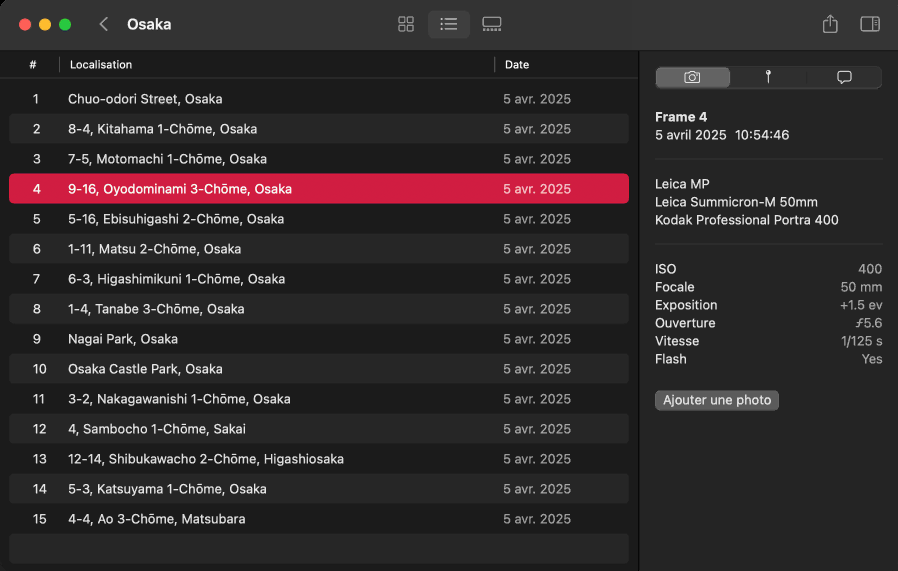 Osaka
# Localisation Date
1 Chuo-odori Street, Osaka 5 avr. 2025
2 8-4, Kitahama 1-Chōme, Osaka 5 avr. 2025
3 7-5, Motomachi 1-Chōme, Osaka 5 avr. 2025
4 9-16, Oyodominami 3-Chōme, Osaka 5 avr. 2025
5 5-16, Ebisuhigashi 2-Chōme, Osaka 5 avr. 2025
6 1-11, Matsu 2-Chōme, Osaka 5 avr. 2025
7 6-3, Higashimikuni 1-Chōme, Osaka 5 avr. 2025
8 1-4, Tanabe 3-Chōme, Osaka 5 avr. 2025
9 Nagai Park, Osaka 5 avr. 2025
10 Osaka Castle Park, Osaka 5 avr. 2025
11 3-2, Nakagawanishi 1-Chōme, Osaka 5 avr. 2025
12 4, Sambocho 1-Chōme, Sakai 5 avr. 2025
13 12-14, Shibukawacho 2-Chōme, Higashiosaka 5 avr. 2025
14 5-3, Katsuyama 1-Chōme, Osaka 5 avr. 2025
15 4-4, Ao 3-Chōme, Matsubara 5 avr. 2025
Frame 4
5 avril 2025 10:54:46
Leica MP
Leica Summicron-M 50mm
Kodak Professional Portra 400
ISO 400
Focale 50 mm
Exposition +1.5 ev
Ouverture ƒ5.6
Vitesse 1/125 s
Flash Yes
Ajouter une photo